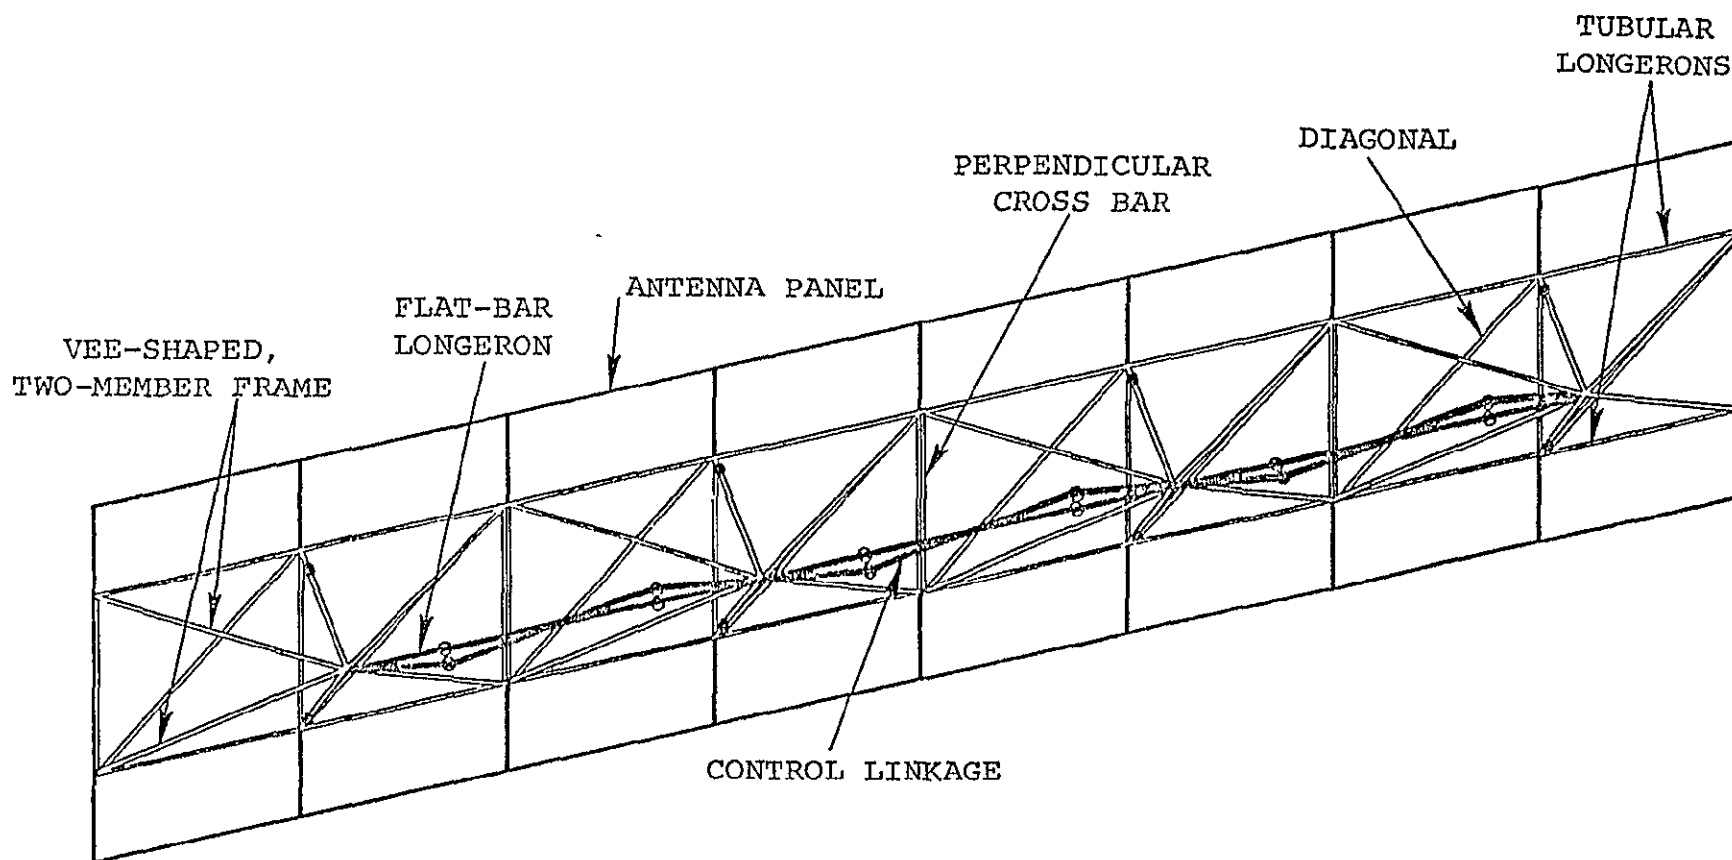 TUBULAR
LONGERONS
DIAGONAL
PERPENDICULAR
CROSS BAR
ANTENNA PANEL
FLAT-BAR
LONGERON
VEE-SHAPED,
TWO-MEMBER FRAME
CONTROL LINKAGE